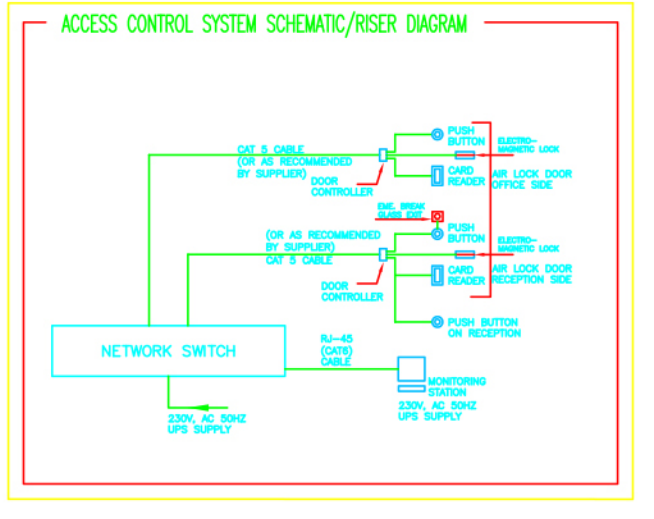 ACCESS CONTROL SYSTEM SCHEMATIC/RISER DIAGRAM
PUSH
BUTTON
ELECTRO-
MAGNETIC LOCK
CAT 5 CABLE
(OR AS RECOMMENDED
BY SUPPLIER)
DOOR
CONTROLLER
CARD
READER
AIR LOCK DOOR
OFFICE SIDE
EME. BREAK
GLASS EXIT
(OR AS RECOMMENDED
BY SUPPLIER)
CAT 5 CABLE
PUSH
BUTTON
ELECTRO-
MAGNETIC LOCK
DOOR
CONTROLLER
CARD
READER
AIR LOCK DOOR
RECEPTION SIDE
PUSH BUTTON
ON RECEPTION
NETWORK SWITCH
RJ-45
(CAT6)
CABLE
MONITORING
STATION
230V, AC 50HZ
UPS SUPPLY
230V, AC 50HZ
UPS SUPPLY